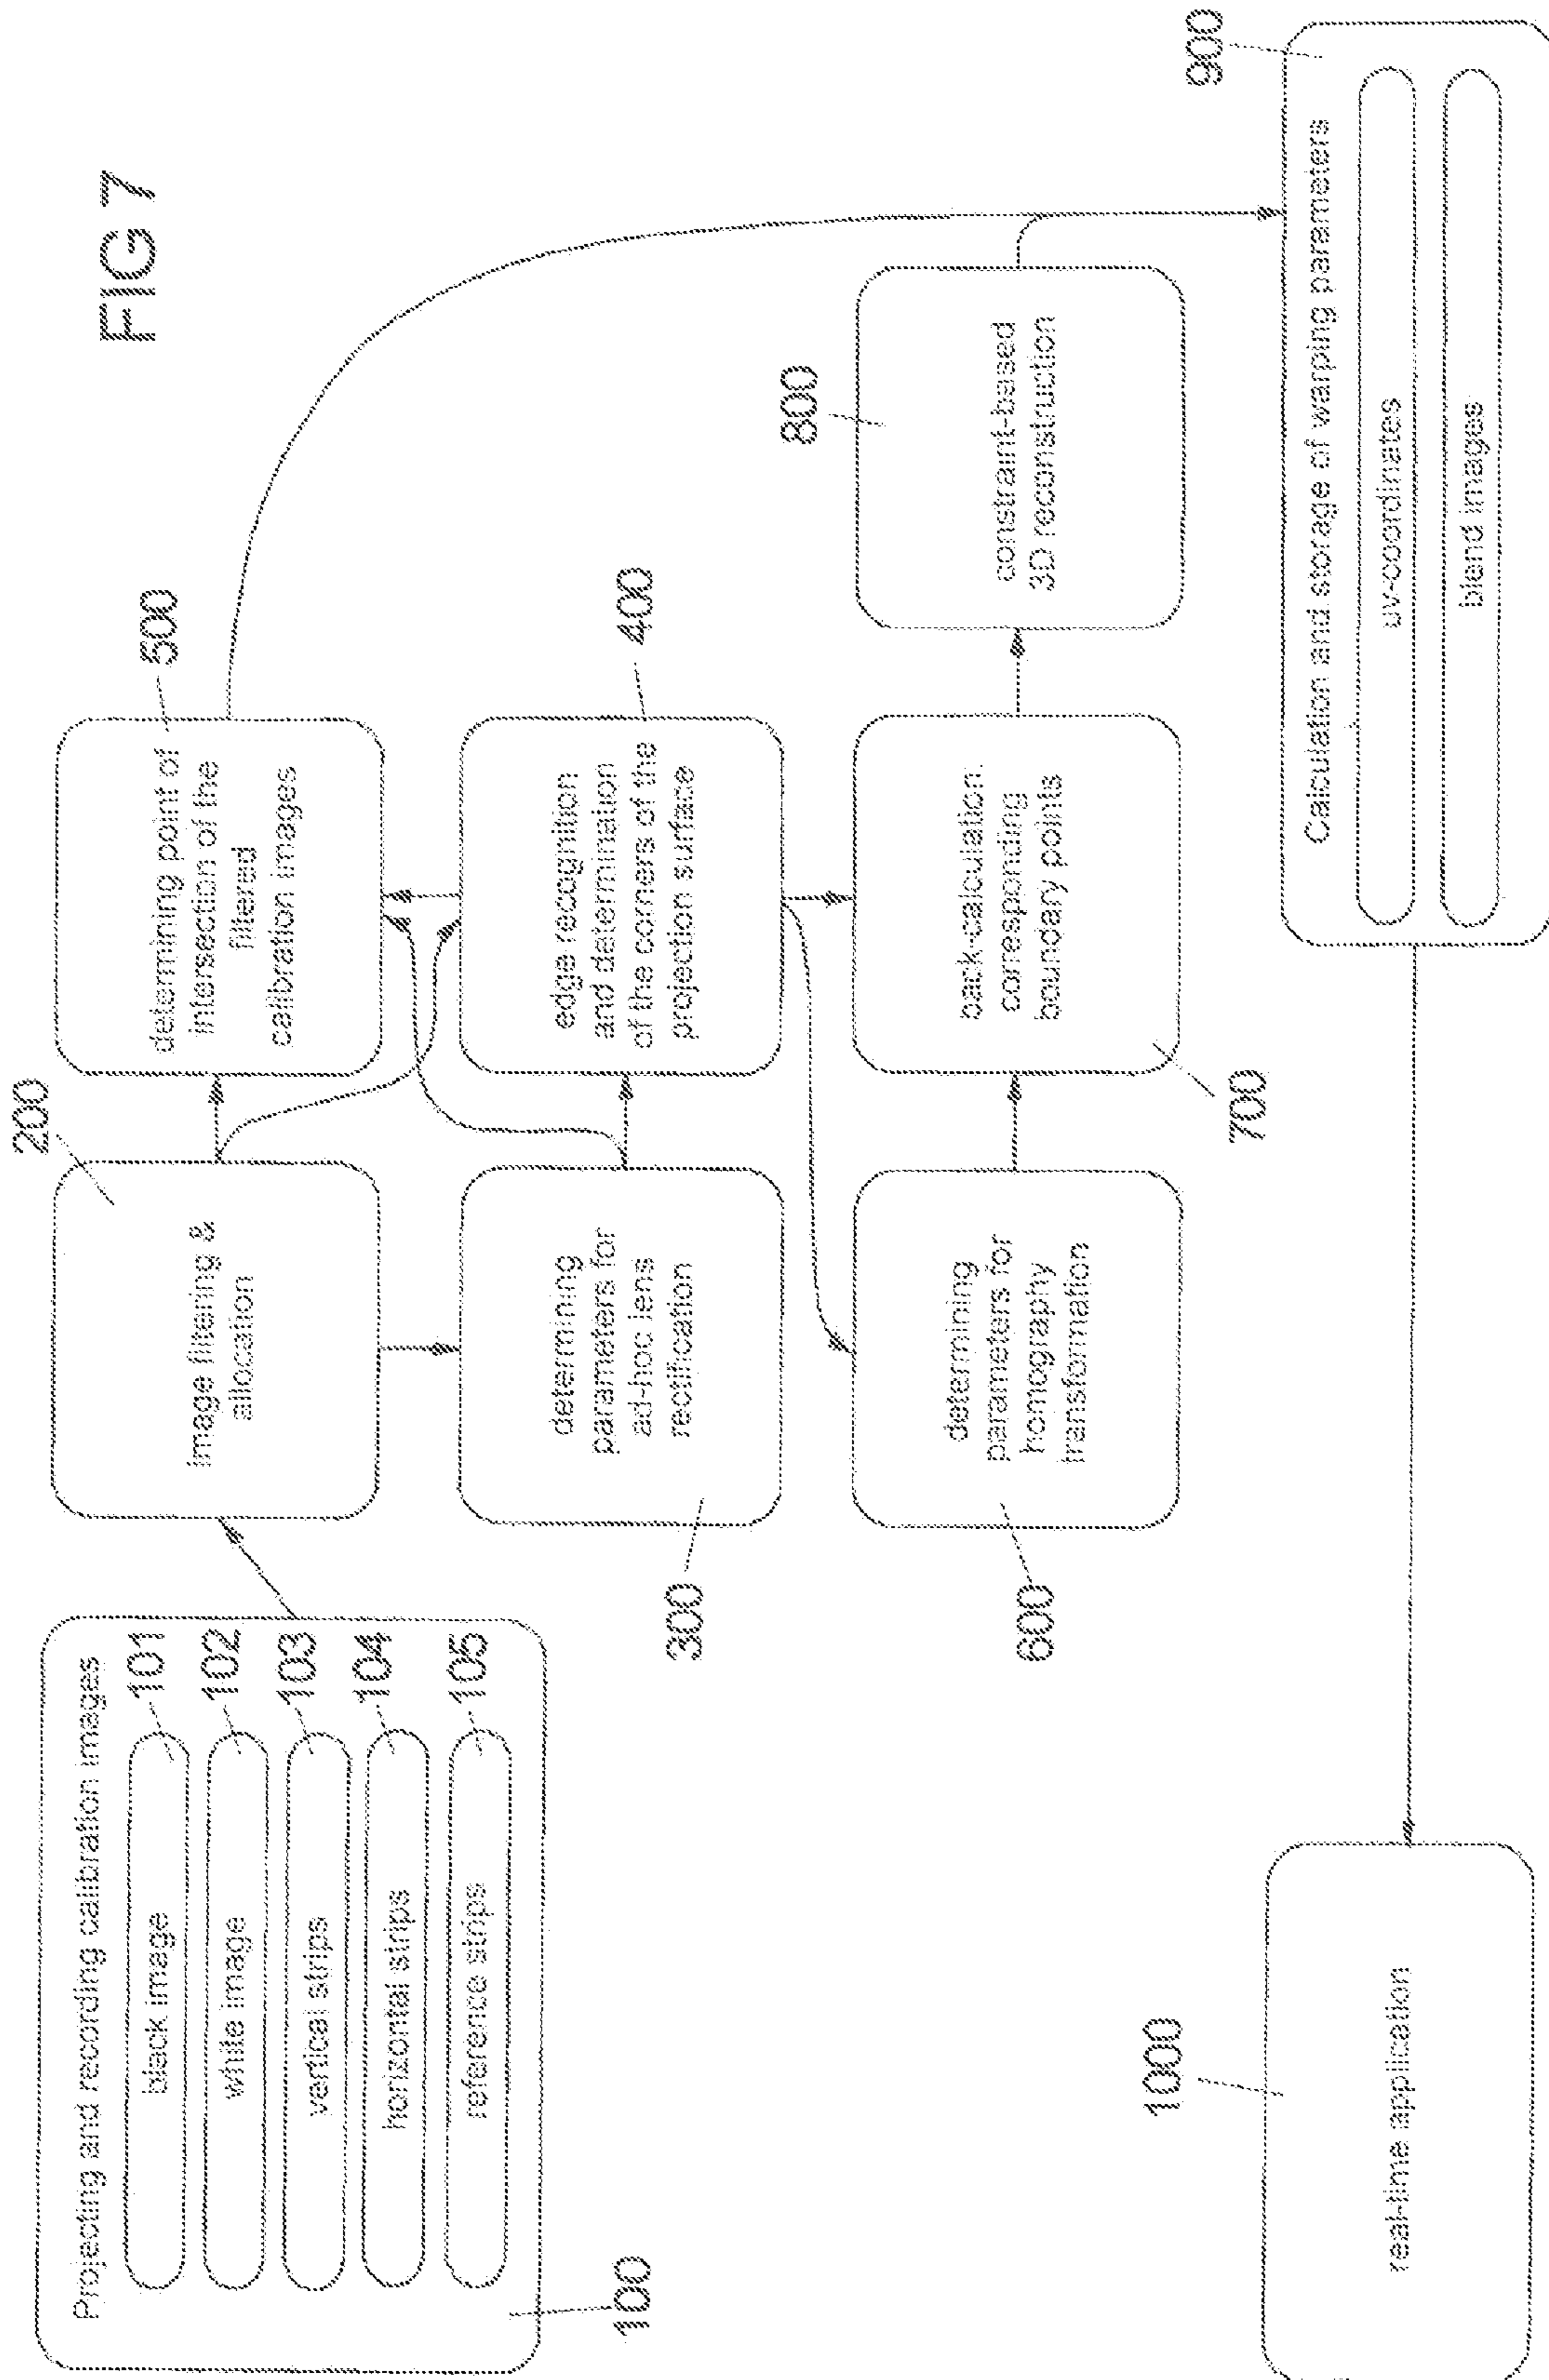 FIG 7
Projecting and recording calibration images
black image
101
while image
102
vertical strips
103
horizontal strips
104
reference strips
105
100
200
image filtering &
allocation
300
determining
parameters for
ad-hoc lens
rectification
600
determining
parameters for
homography
transformation
500
determining point of
intersection of the
filtered
calibration images
400
edge recognition
and determination
of the corners of the
projection surface
700
back-calculation:
corresponding
boundary points
800
constraint-based
3D reconstruction
900
Calculation and storage of warping parameters
uv-coordinates
blend images
1000
real-time application